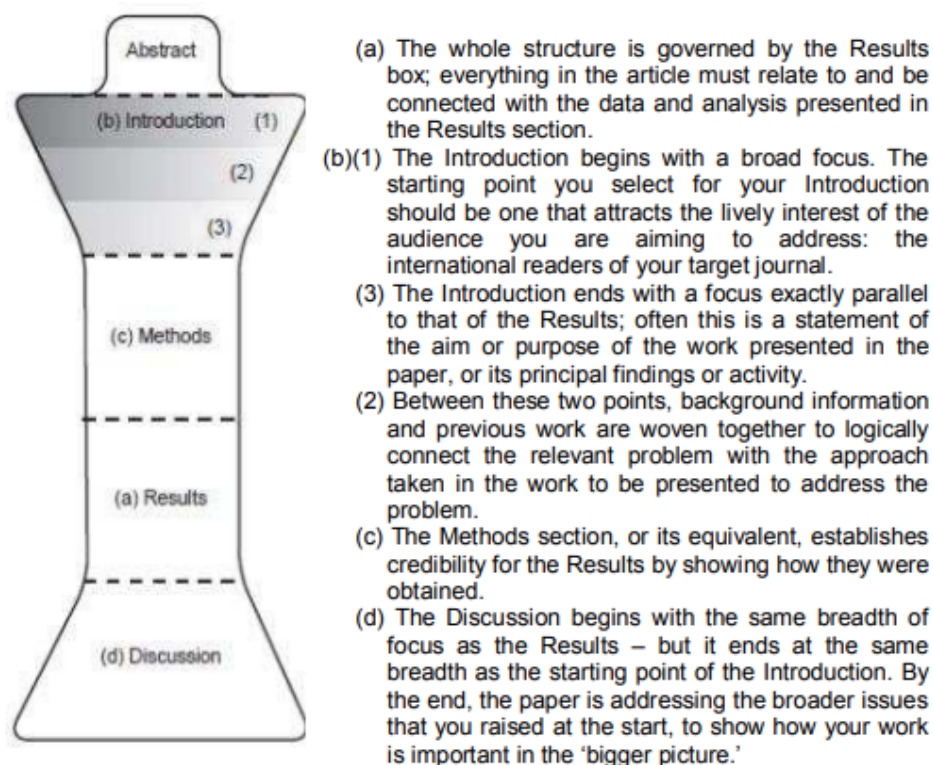 Abstract
(b) Introduction (1)
(2)
(3)
(c) Methods
(a) Results
(d) Discussion
(a) The whole structure is governed by the Results
box; everything in the article must relate to and be
connected with the data and analysis presented in
the Results section.
(b)(1) The Introduction begins with a broad focus. The
starting point you select for your Introduction
should be one that attracts the lively interest of the
audience you are aiming to address: the
international readers of your target journal.
(3) The Introduction ends with a focus exactly parallel
to that of the Results; often this is a statement of
the aim or purpose of the work presented in the
paper, or its principal findings or activity.
(2) Between these two points, background information
and previous work are woven together to logically
connect the relevant problem with the approach
taken in the work to be presented to address the
problem.
(c) The Methods section, or its equivalent, establishes
credibility for the Results by showing how they were
obtained.
(d) The Discussion begins with the same breadth of
focus as the Results – but it ends at the same
breadth as the starting point of the Introduction. By
the end, the paper is addressing the broader issues
that you raised at the start, to show how your work
is important in the ‘bigger picture.’